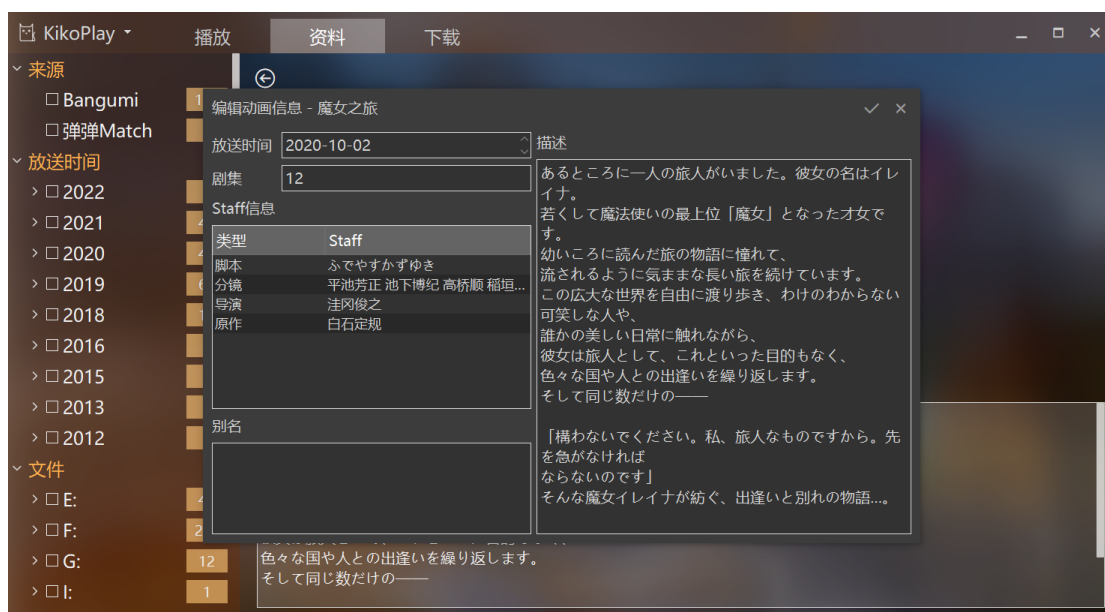 KikoPlay
播放
资料
下载
来源
Bangumi
弹弹Match
放送时间
2022
2021
2020
2019
2018
2016
2015
2013
2012
文件
E:
F:
G:
12
I:
1
编辑动画信息 - 魔女之旅
放送时间
2020-10-02
剧集
12
Staff信息
类型
Staff
脚本
ふでやすかずゆき
分镜
平池芳正 池下博纪 高桥顺 稲垣...
导演
洼冈俊之
原作
白石定规
别名
描述
あるところに一人の旅人がいました。彼女の名はイレ
イナ。
若くして魔法使いの最上位「魔女」となった才女で
す。
幼いころに読んだ旅の物語に憧れて、
流されるように気ままな長い旅を続けています。
この広大な世界を自由に渡り歩き、わけのわからない
可笑しな人や、
誰かの美しい日常に触れながら、
彼女は旅人として、これといった目的もなく、
色々な国や人との出逢いを繰り返します。
そして同じ数だけの――
「構わないでください。私、旅人なものですから。先
を急がなければ
ならないのです」
そんな魔女イレイナが紡ぐ、出逢いと別れの物語…。
色々な国や人との出逢いを繰り返します。
そして同じ数だけの――